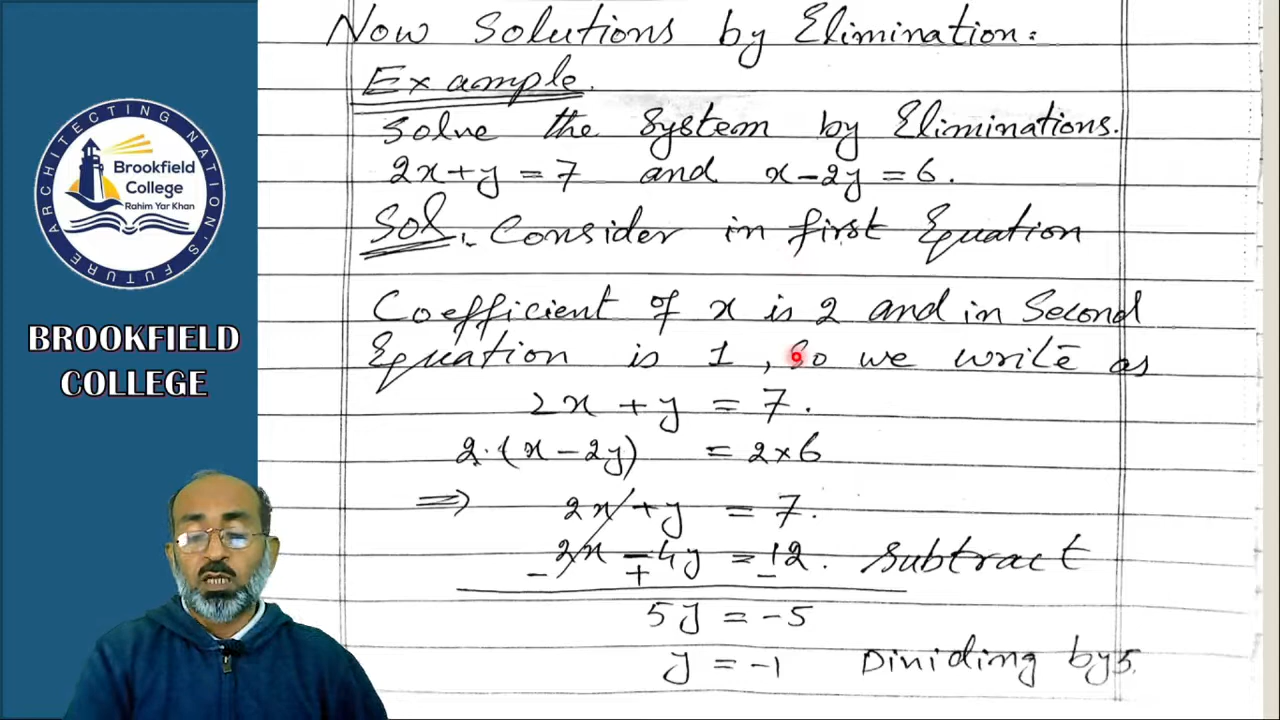 ARCHITECTING NATION'S FUTURE
Brookfield
College
Rahim Yar Khan
BROOKFIELD
COLLEGE
Now Solutions by Elimination:
Example.
Solve the System by Eliminations.
2x+y = 7 and x-2y = 6.
Sol. Consider in first Equation
Coefficient of x is 2 and in Second
Equation is 1, So we write as
2x + y = 7.
2·(x - 2y) = 2×6
⇒ 2x + y = 7.
2x - 4y = 12. Subtract
- + -
5y = -5
y = -1 Dividing by 5.